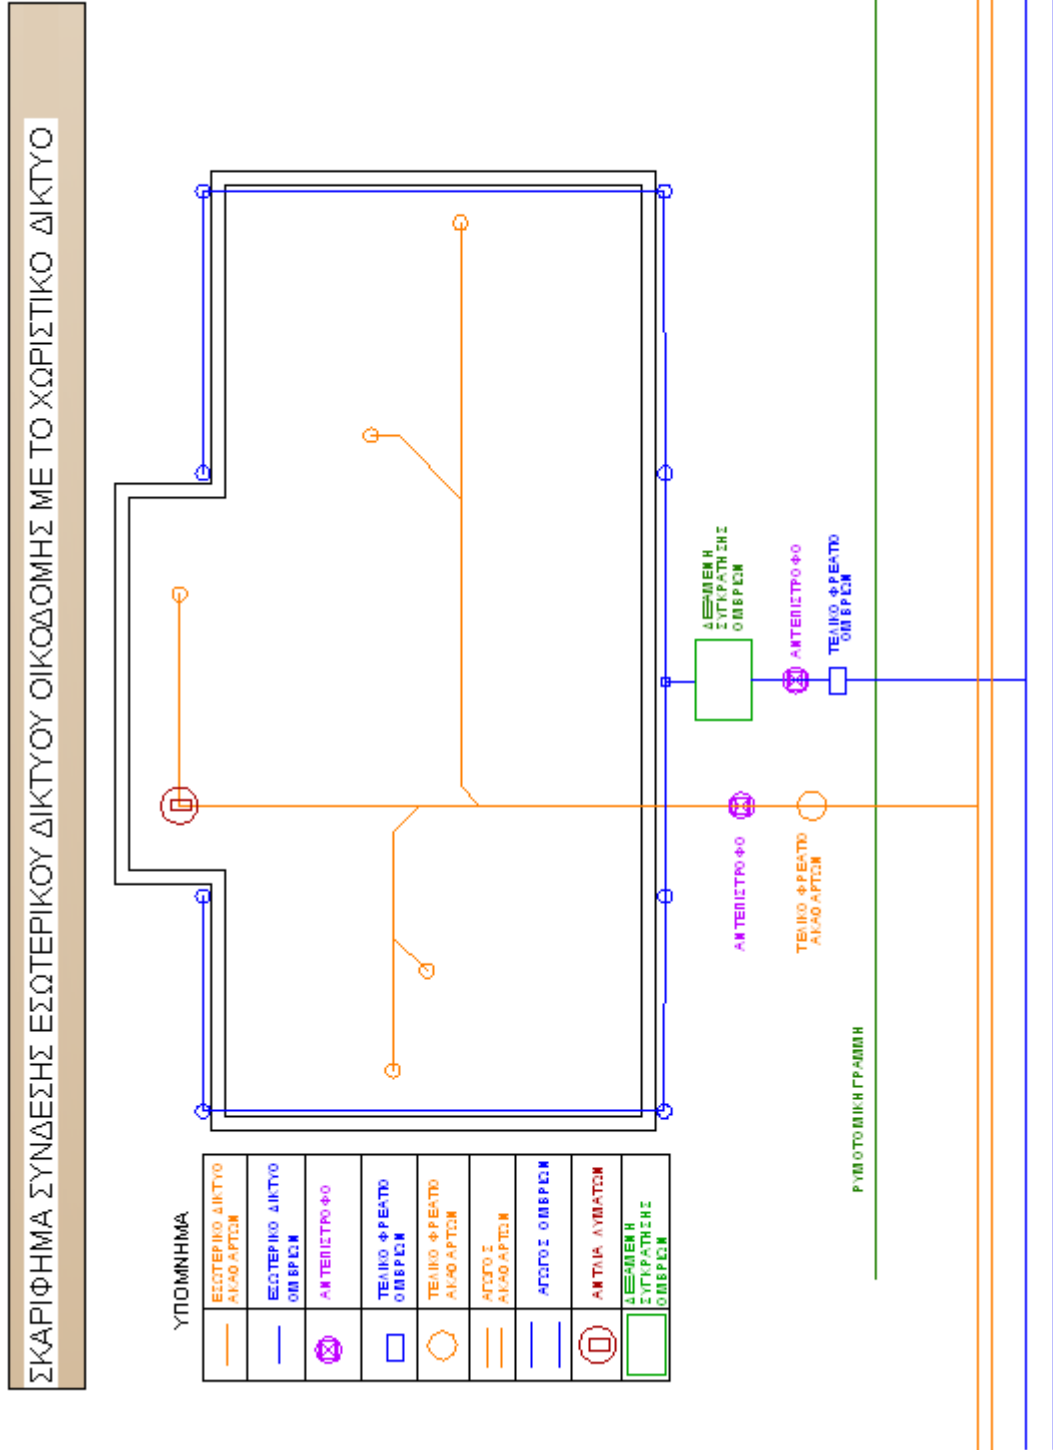 ΣΚΑΡΙΦΗΜΑ ΣΥΝΔΕΣΗΣ ΕΣΩΤΕΡΙΚΟΥ ΔΙΚΤΥΟΥ ΟΙΚΟΔΟΜΗΣ ΜΕ ΤΟ ΧΩΡΙΣΤΙΚΟ ΔΙΚΤΥΟ
ΔΕΞΑΜΕΝΗ
ΣΥΓΚΡΑΤΗΣΗΣ
ΟΜΒΡΙΩΝ
ΑΝΤΕΠΙΣΤΡΟΦΟ
ΤΕΛΙΚΟ ΦΡΕΑΤΙΟ
ΟΜΒΡΙΩΝ
ΑΝΤΕΠΙΣΤΡΟΦΟ
ΤΕΛΙΚΟ ΦΡΕΑΤΙΟ
ΑΚΑΘΑΡΤΩΝ
ΡΥΜΟΤΟΜΙΚΗ ΓΡΑΜΜΗ
ΥΠΟΜΝΗΜΑ
ΕΣΩΤΕΡΙΚΟ ΔΙΚΤΥΟ
ΑΚΑΘΑΡΤΩΝ
ΕΣΩΤΕΡΙΚΟ ΔΙΚΤΥΟ
ΟΜΒΡΙΩΝ
ΑΝΤΕΠΙΣΤΡΟΦΟ
ΤΕΛΙΚΟ ΦΡΕΑΤΙΟ
ΟΜΒΡΙΩΝ
ΤΕΛΙΚΟ ΦΡΕΑΤΙΟ
ΑΚΑΘΑΡΤΩΝ
ΑΓΩΓΟΣ
ΑΚΑΘΑΡΤΩΝ
ΑΓΩΓΟΣ ΟΜΒΡΙΩΝ
ΑΝΤΛΙΑ ΛΥΜΑΤΩΝ
ΔΕΞΑΜΕΝΗ
ΣΥΓΚΡΑΤΗΣΗΣ
ΟΜΒΡΙΩΝ